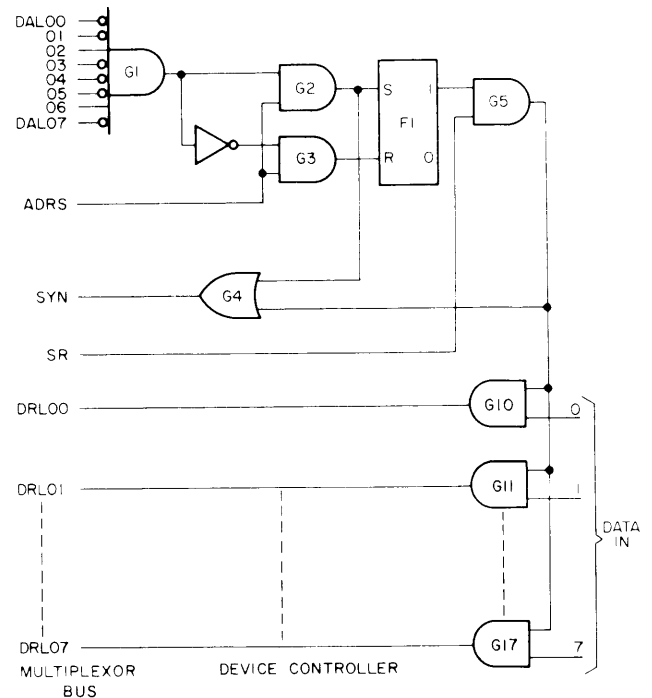 DAL00
01
02
03
04
05
06
DAL07
G1
G2
G3
S 1
F1
R 0
G5
ADRS
SYN
G4
SR
DRL00
G10
0
DRL01
G11
1
DATA
IN
DRL07
G17
7
MULTIPLEXOR
BUS
DEVICE CONTROLLER